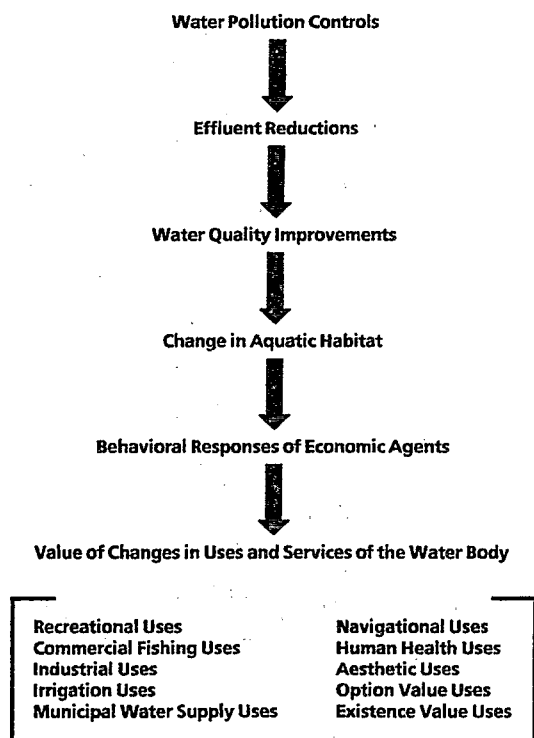 Water Pollution Controls
Effluent Reductions
Water Quality Improvements
Change in Aquatic Habitat
Behavioral Responses of Economic Agents
Value of Changes in Uses and Services of the Water Body
Recreational Uses
Commercial Fishing Uses
Industrial Uses
Irrigation Uses
Municipal Water Supply Uses
Navigational Uses
Human Health Uses
Aesthetic Uses
Option Value Uses
Existence Value Uses